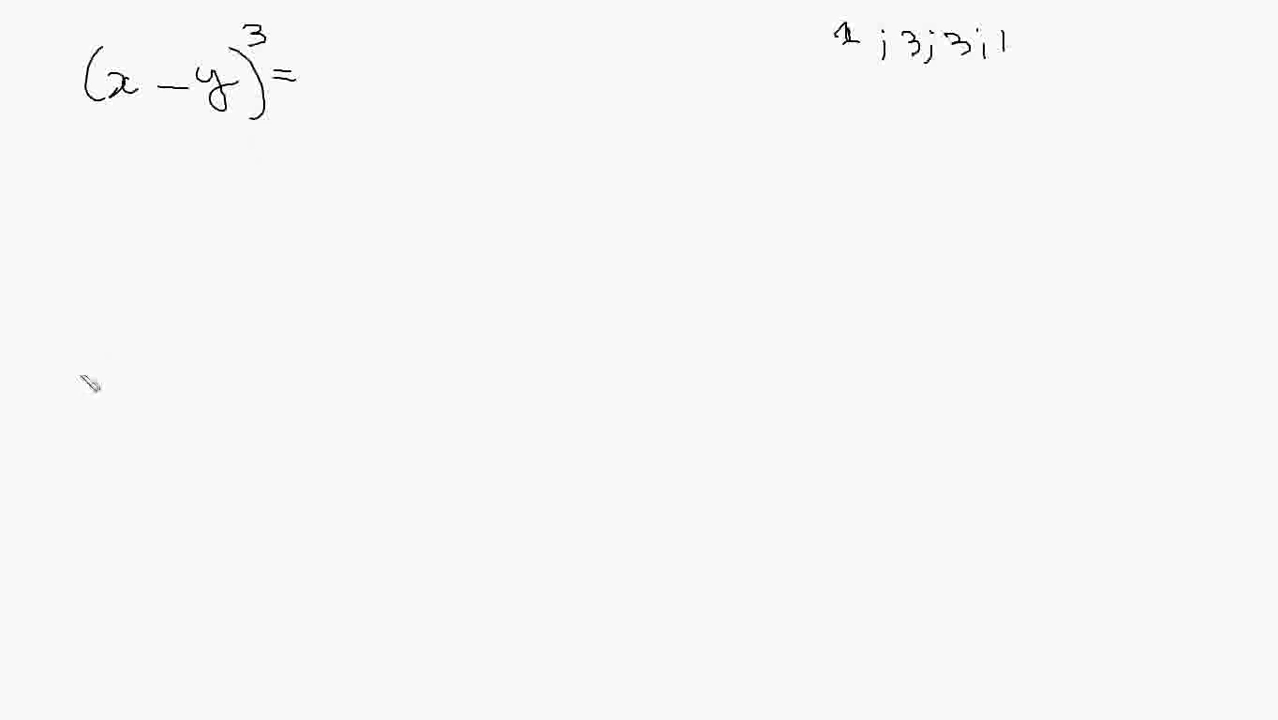 (x - y)³ =
1 ; 3 ; 3 ; 1